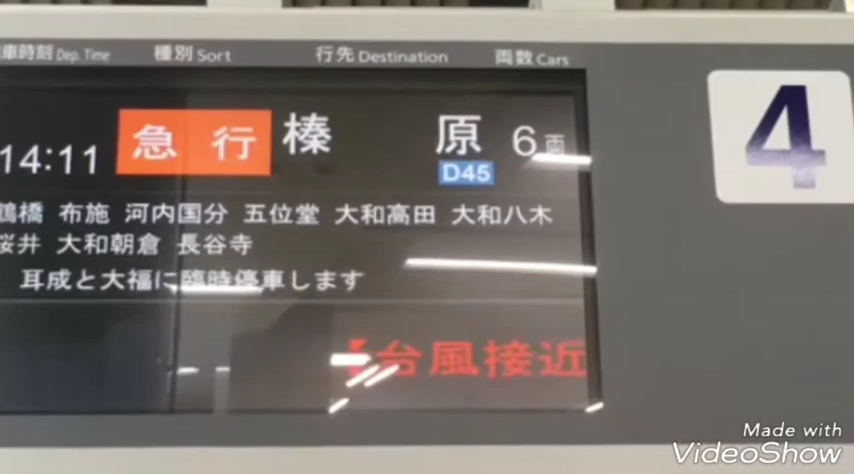 車時刻 Dep. Time 種別 Sort 行先 Destination 両数 Cars
4
14:11 急行 榛原 6両
D45
鶴橋 布施 河内国分 五位堂 大和高田 大和八木
桜井 大和朝倉 長谷寺
耳成と大福に臨時停車します
【台風接近
Made with
VideoShow